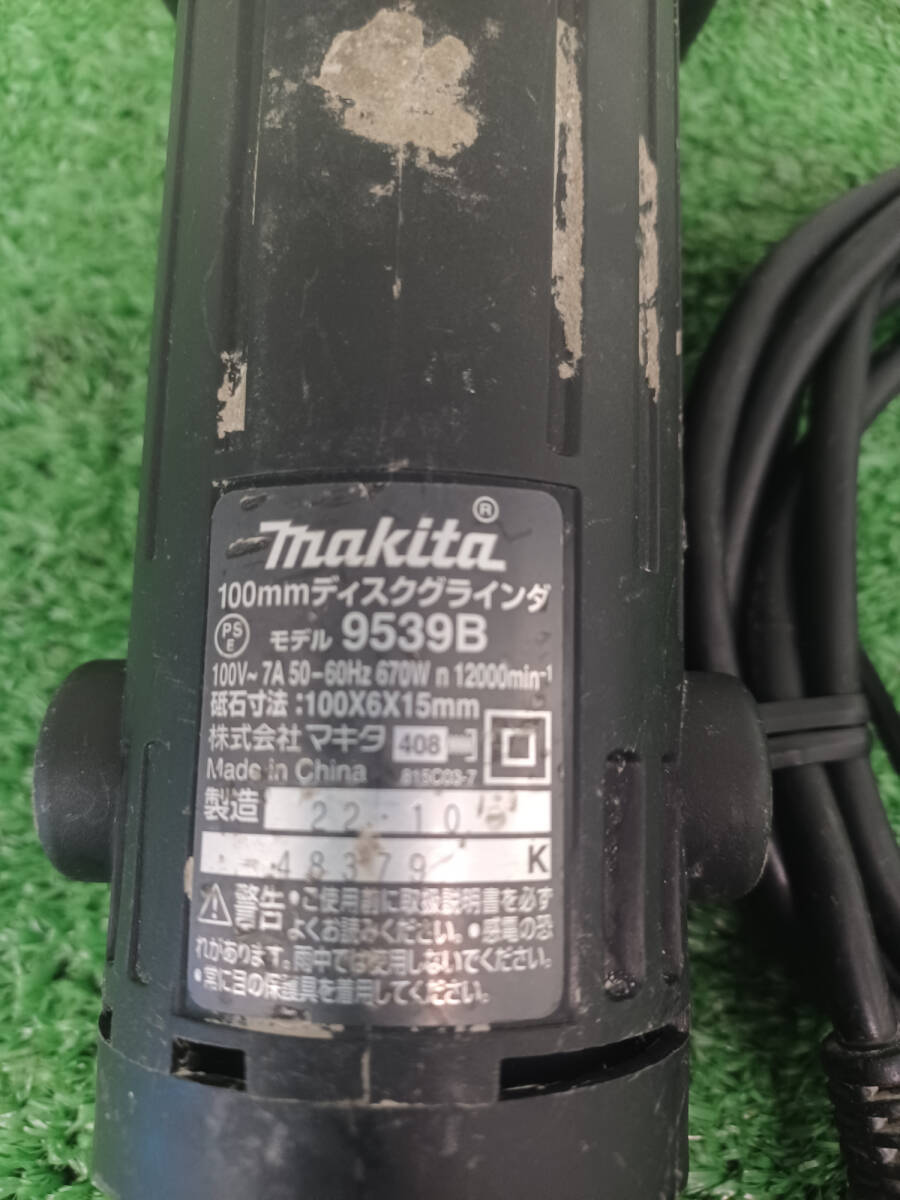 makita®
100mmディスクグラインダ
PS E モデル 9539B
100V~ 7A 50-60Hz 670W n 12000min-1
砥石寸法:100X6X15mm
株式会社 マキタ 408
Made in China 815C03-7
製造 22 10
48379 K
警告 •ご使用前に取扱説明書を必ず
よくお読みください。•感電の恐
れがあります。雨中では使用しないでください。
•常に目の保護具を着用してください。